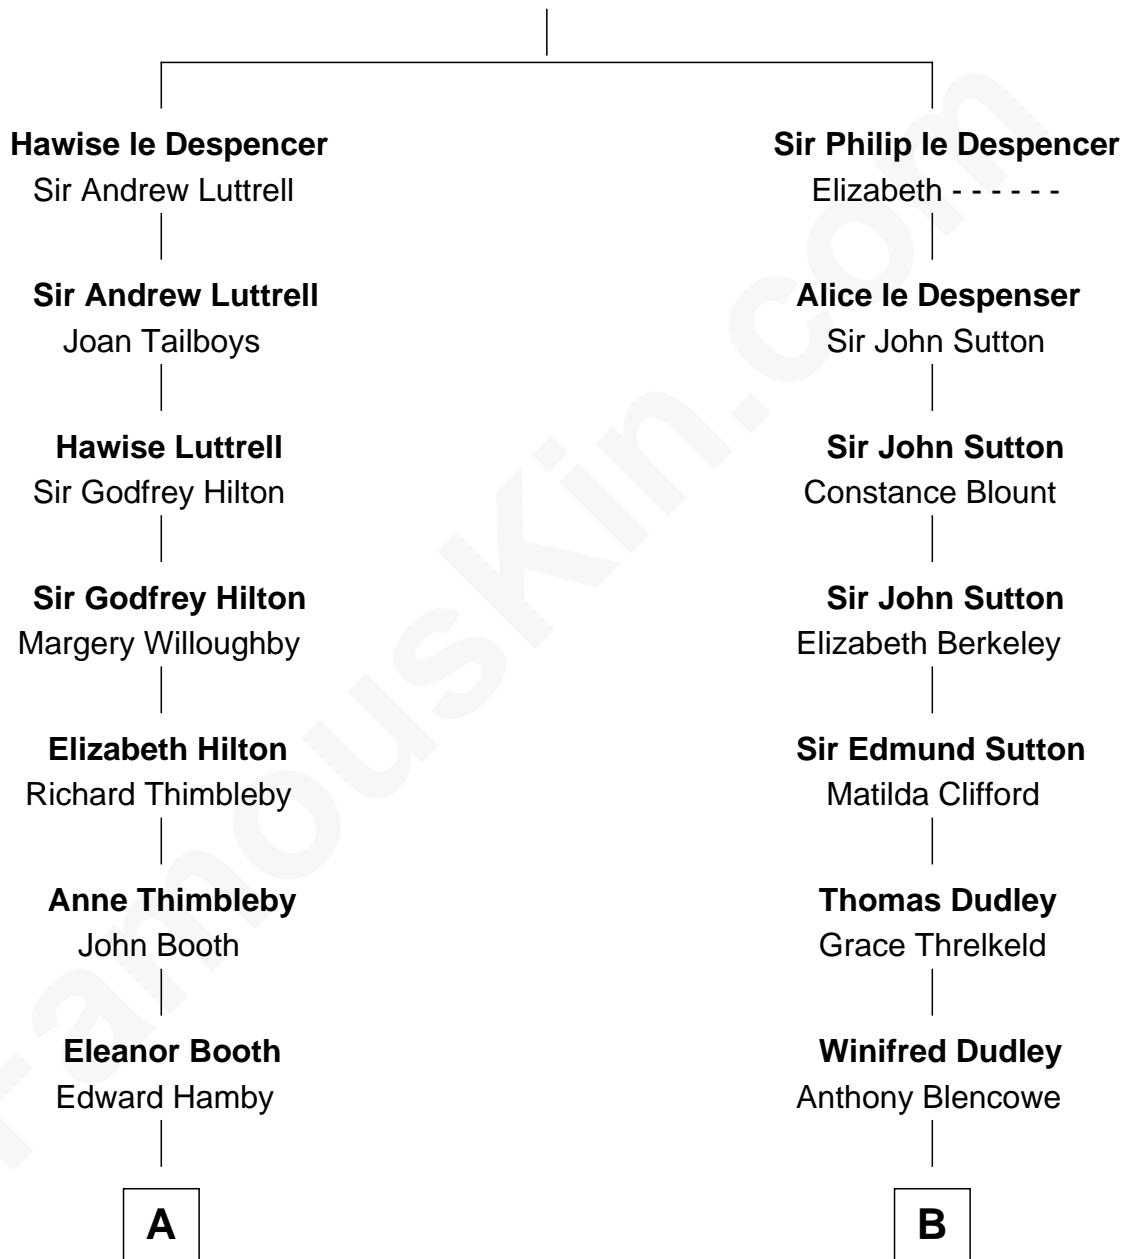 Hawise le Despencer
Sir Andrew Luttrell
Sir Andrew Luttrell
Joan Tailboys
Hawise Luttrell
Sir Godfrey Hilton
Sir Godfrey Hilton
Margery Willoughby
Elizabeth Hilton
Richard Thimbleby
Anne Thimbleby
John Booth
Eleanor Booth
Edward Hamby
A
Sir Philip le Despencer
Elizabeth - - - - - -
Alice le Despenser
Sir John Sutton
Sir John Sutton
Constance Blount
Sir John Sutton
Elizabeth Berkeley
Sir Edmund Sutton
Matilda Clifford
Thomas Dudley
Grace Threlkeld
Winifred Dudley
Anthony Blencowe
B
FamousKin.com